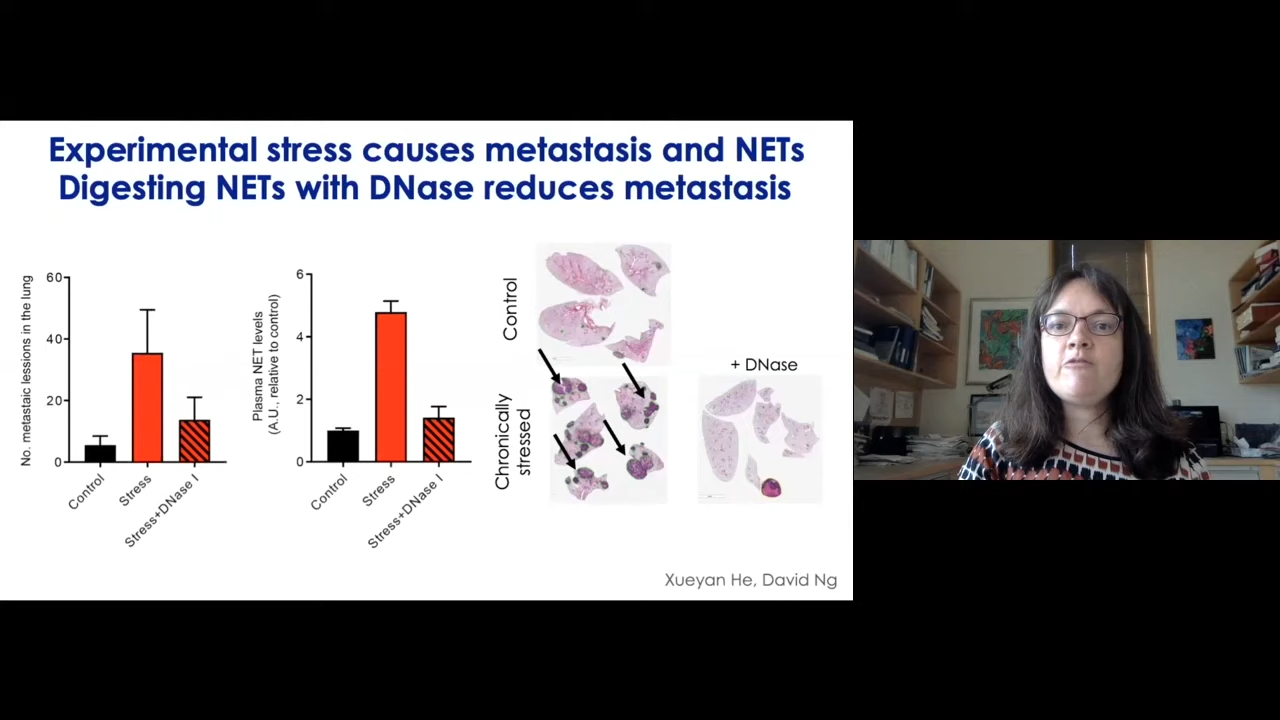 Experimental stress causes metastasis and NETs
Digesting NETs with DNase reduces metastasis
No. metastaic lessions in the lung
60
40
20
0
Control
Stress
Stress+DNase I
Plasma NET levels
(A.U., relative to control)
6
4
2
0
Control
Stress
Stress+DNase I
Control
Chronically
stressed
+ DNase
Xueyan He, David Ng